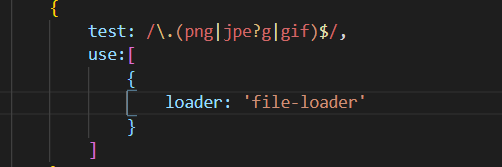 {
test: /\.(png|jpe?g|gif)$/,
use:[
{
loader: 'file-loader'
}
]